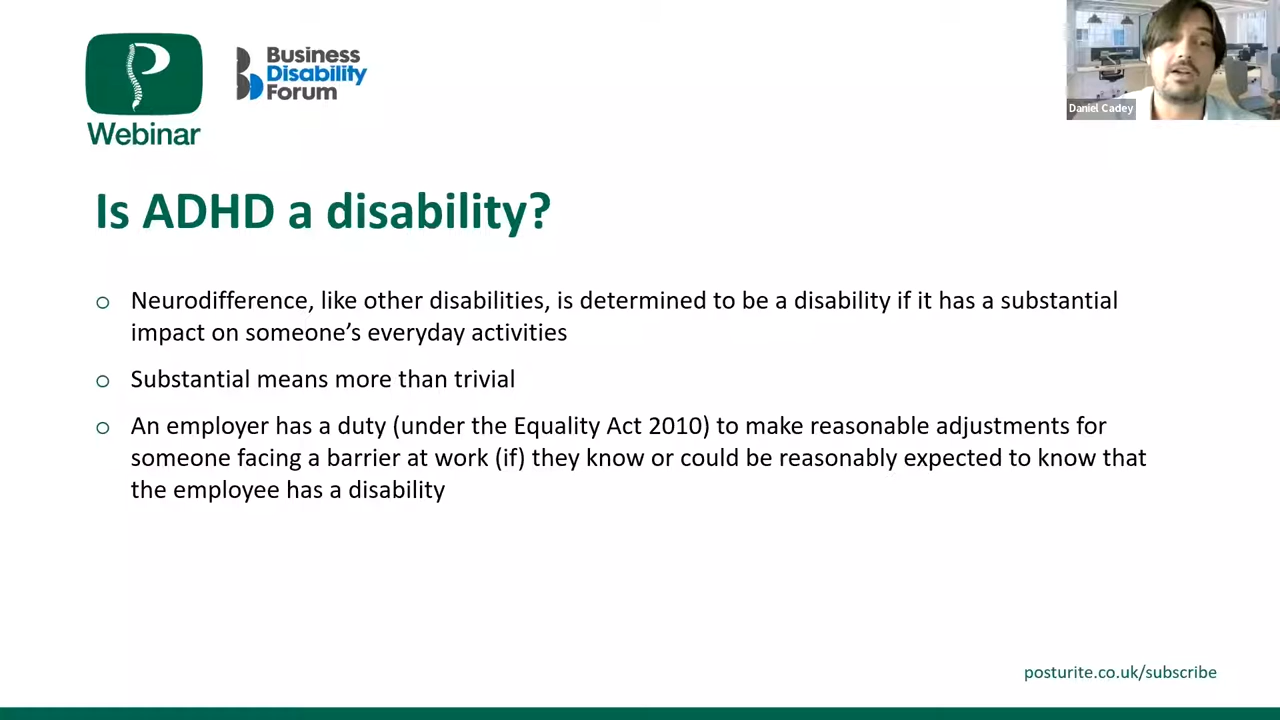 Webinar
Business
Disability
Forum
Daniel Cadey
Is ADHD a disability?
Neurodifference, like other disabilities, is determined to be a disability if it has a substantial
impact on someone’s everyday activities
Substantial means more than trivial
An employer has a duty (under the Equality Act 2010) to make reasonable adjustments for
someone facing a barrier at work (if) they know or could be reasonably expected to know that
the employee has a disability
posturite.co.uk/subscribe